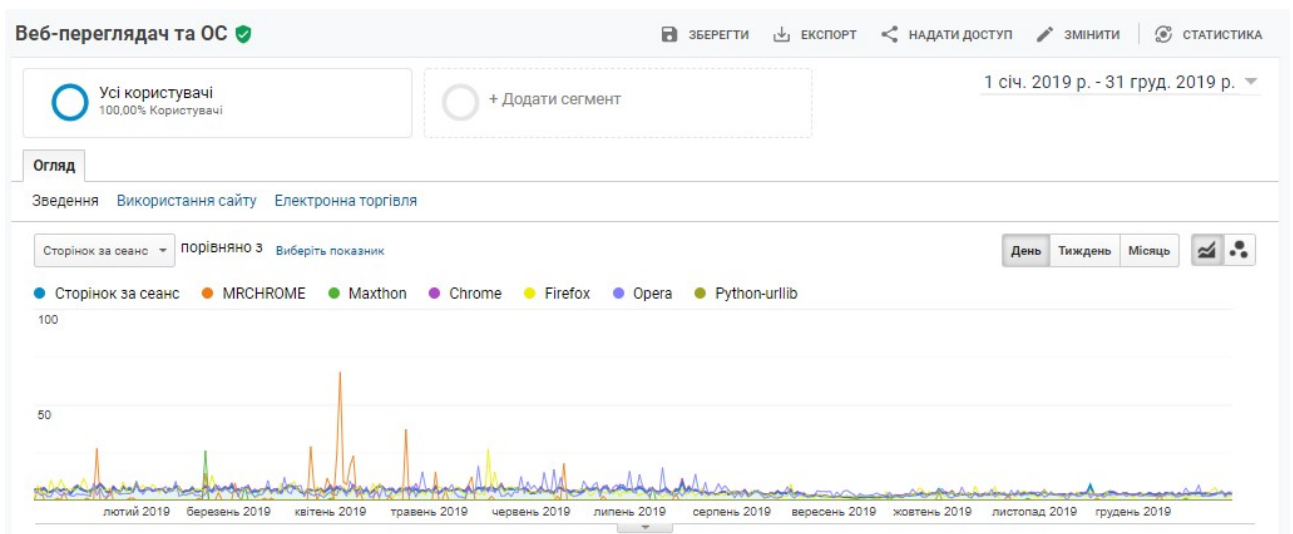 Веб-переглядач та ОС
ЗБЕРЕГТИ ЕКСПОРТ НАДАТИ ДОСТУП ЗМІНИТИ СТАТИСТИКА
Усі користувачі
100,00% Користувачі
+ Додати сегмент
1 січ. 2019 р. - 31 груд. 2019 р.
Огляд
Зведення Використання сайту Електронна торгівля
Сторінок за сеанс порівняно з Виберіть показник
День Тиждень Місяць
Сторінок за сеанс MRCHROME Maxthon Chrome Firefox Opera Python-urllib
100
50
лютий 2019 березень 2019 квітень 2019 травень 2019 червень 2019 липень 2019 серпень 2019 вересень 2019 жовтень 2019 листопад 2019 грудень 2019